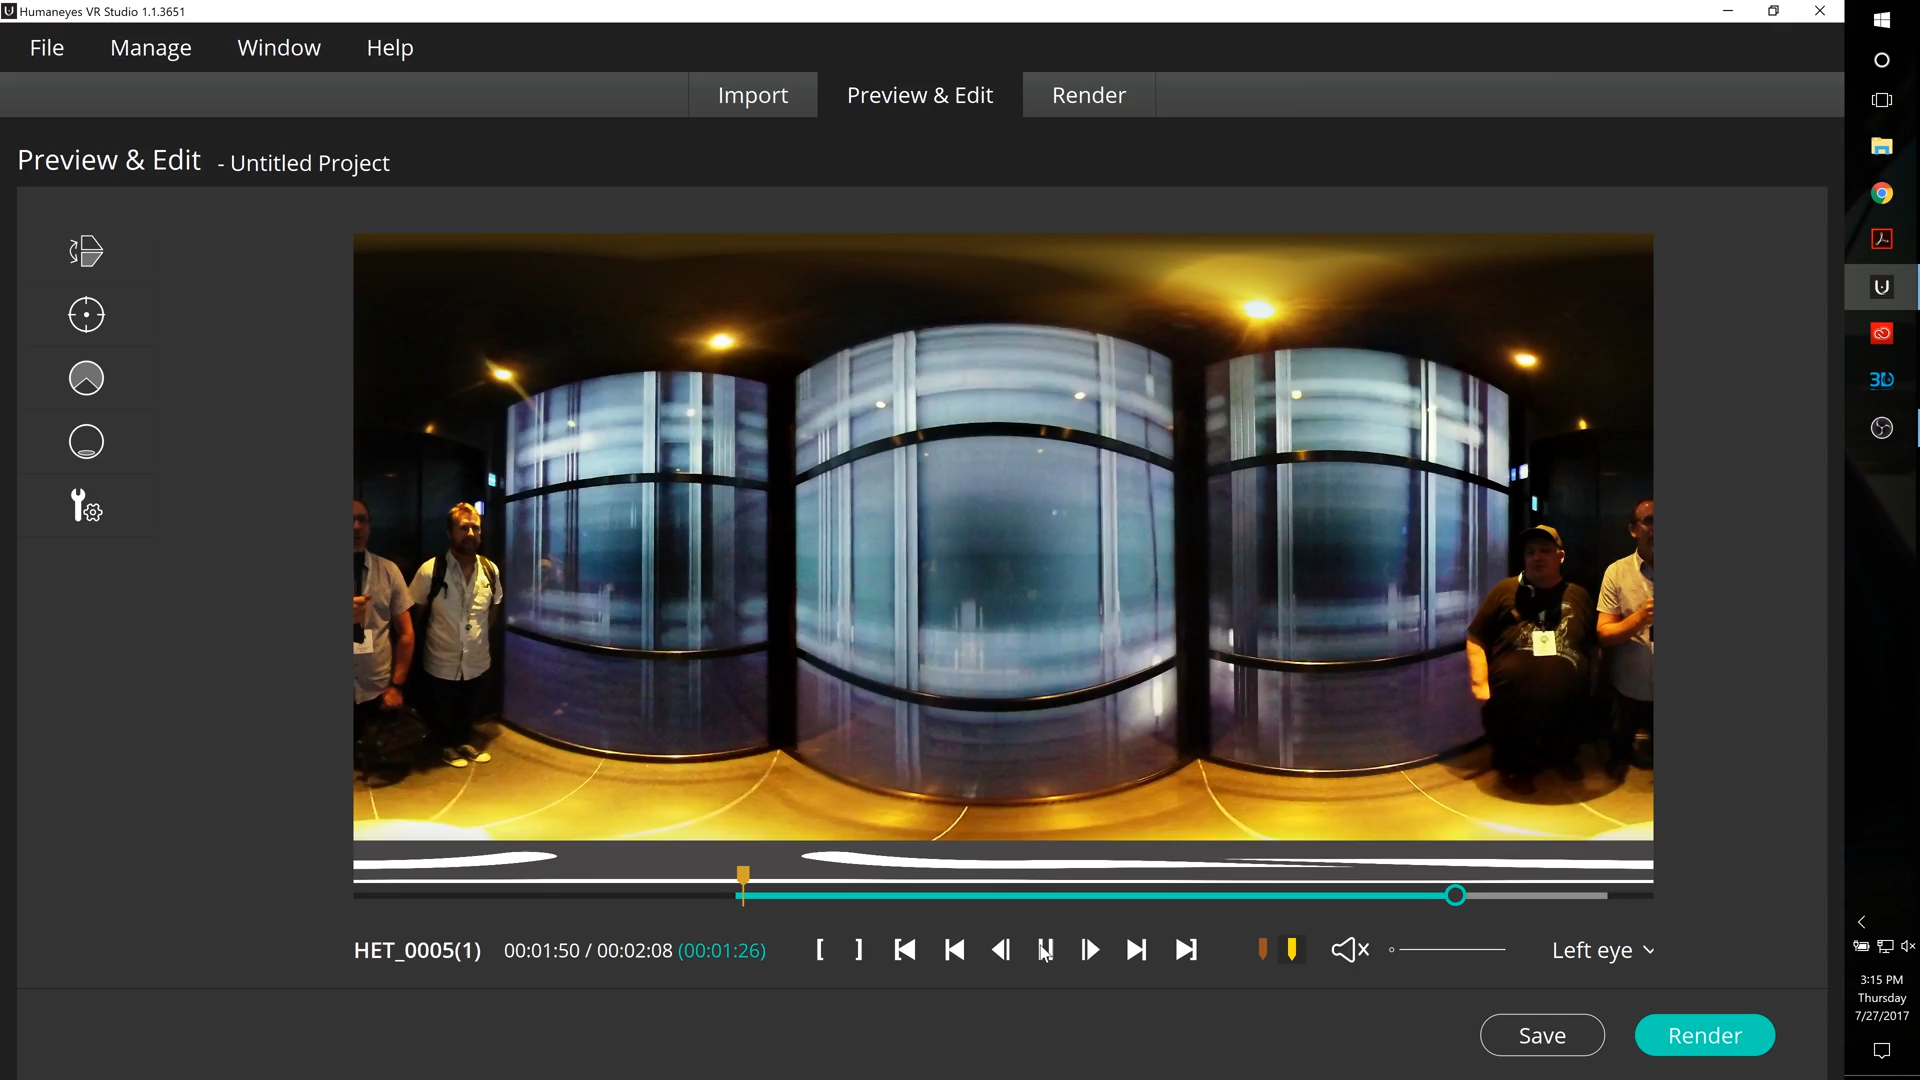 Humaneyes VR Studio 1.1.3651
File Manage Window Help
Import Preview & Edit Render
Preview & Edit - Untitled Project
3D
HET_0005(1) 00:01:50 / 00:02:08 (00:01:26) Left eye
3:15 PM
Thursday
7/27/2017
Save Render